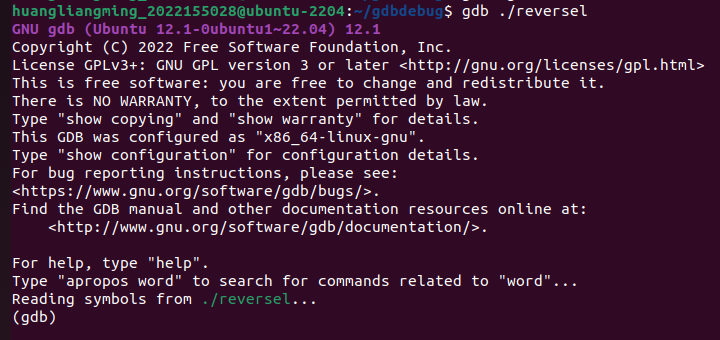 huangliangming_2022155028@ubuntu-2204:~/gdbdebug$ gdb ./reversel
GNU gdb (Ubuntu 12.1-0ubuntu1~22.04) 12.1
Copyright (C) 2022 Free Software Foundation, Inc.
License GPLv3+: GNU GPL version 3 or later <http://gnu.org/licenses/gpl.html>
This is free software: you are free to change and redistribute it.
There is NO WARRANTY, to the extent permitted by law.
Type "show copying" and "show warranty" for details.
This GDB was configured as "x86_64-linux-gnu".
Type "show configuration" for configuration details.
For bug reporting instructions, please see:
<https://www.gnu.org/software/gdb/bugs/>.
Find the GDB manual and other documentation resources online at:
    <http://www.gnu.org/software/gdb/documentation/>.

For help, type "help".
Type "apropos word" to search for commands related to "word"...
Reading symbols from ./reversel...
(gdb)